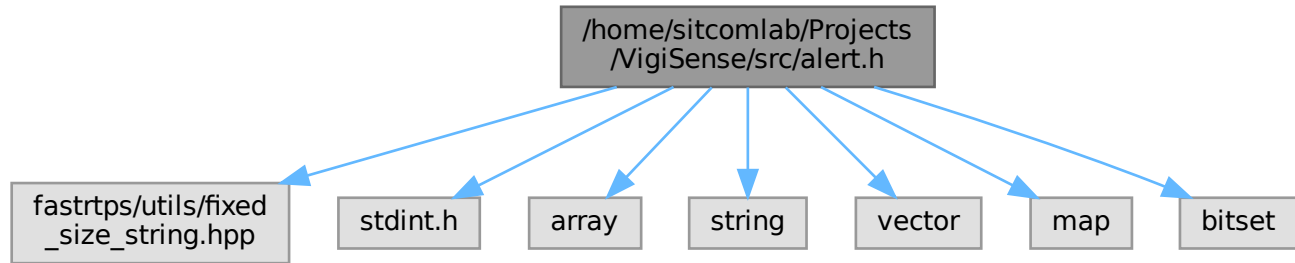 /home/sitcomlab/Projects
/VigiSense/src/alert.h
fastrtps/utils/fixed
_size_string.hpp
stdint.h
array
string
vector
map
bitset